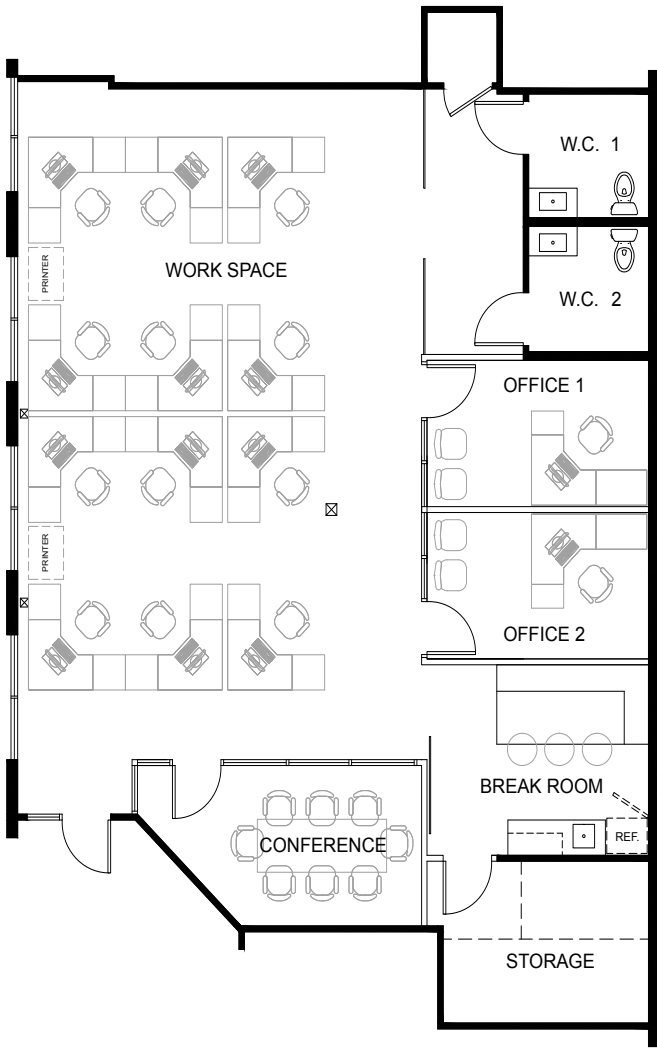 W.C. 1
PRINTER
WORK SPACE
W.C. 2
OFFICE 1
PRINTER
OFFICE 2
BREAK ROOM
REF.
CONFERENCE
STORAGE